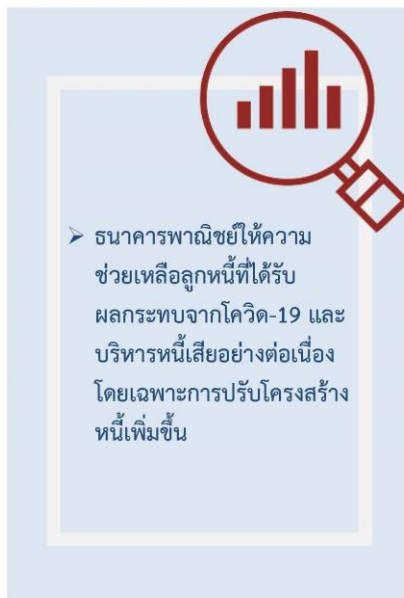 ➢ ธนาคารพาณิชย์ให้ความ
ช่วยเหลือลูกหนี้ที่ได้รับ
ผลกระทบจากโควิด-19 และ
บริหารหนี้เสียอย่างต่อเนื่อง
โดยเฉพาะการปรับโครงสร้าง
หนี้เพิ่มขึ้น